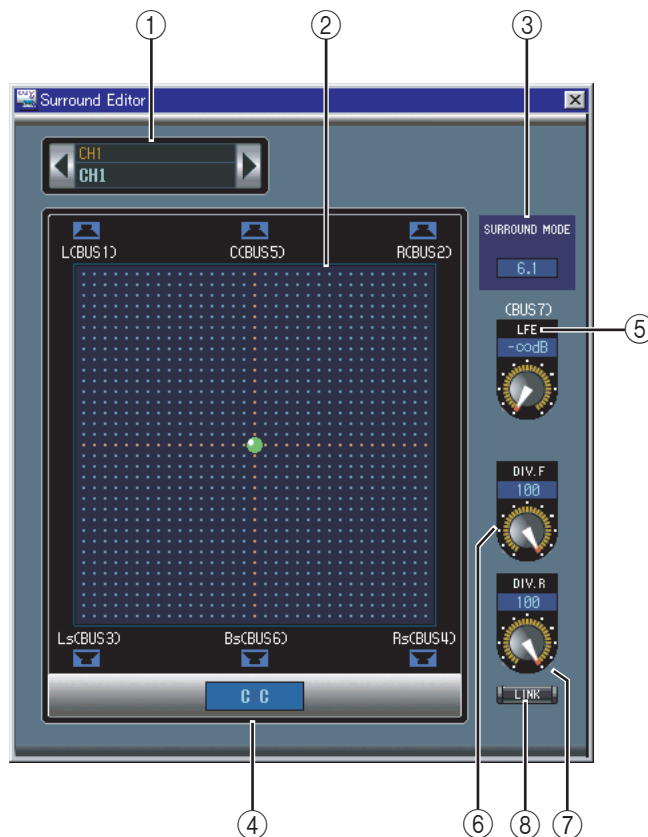 ① ② ③
Surround Editor
CH1
CH1
SURROUND MODE
6.1
L(BUS1) C(BUS5) R(BUS2)
(BUS7)
LFE
-∞dB
⑤
DIV.F
100
⑥
DIV.R
100
Ls(BUS3) Bs(BUS6) Rs(BUS4)
C C
LINK
④ ⑥ ⑧ ⑦